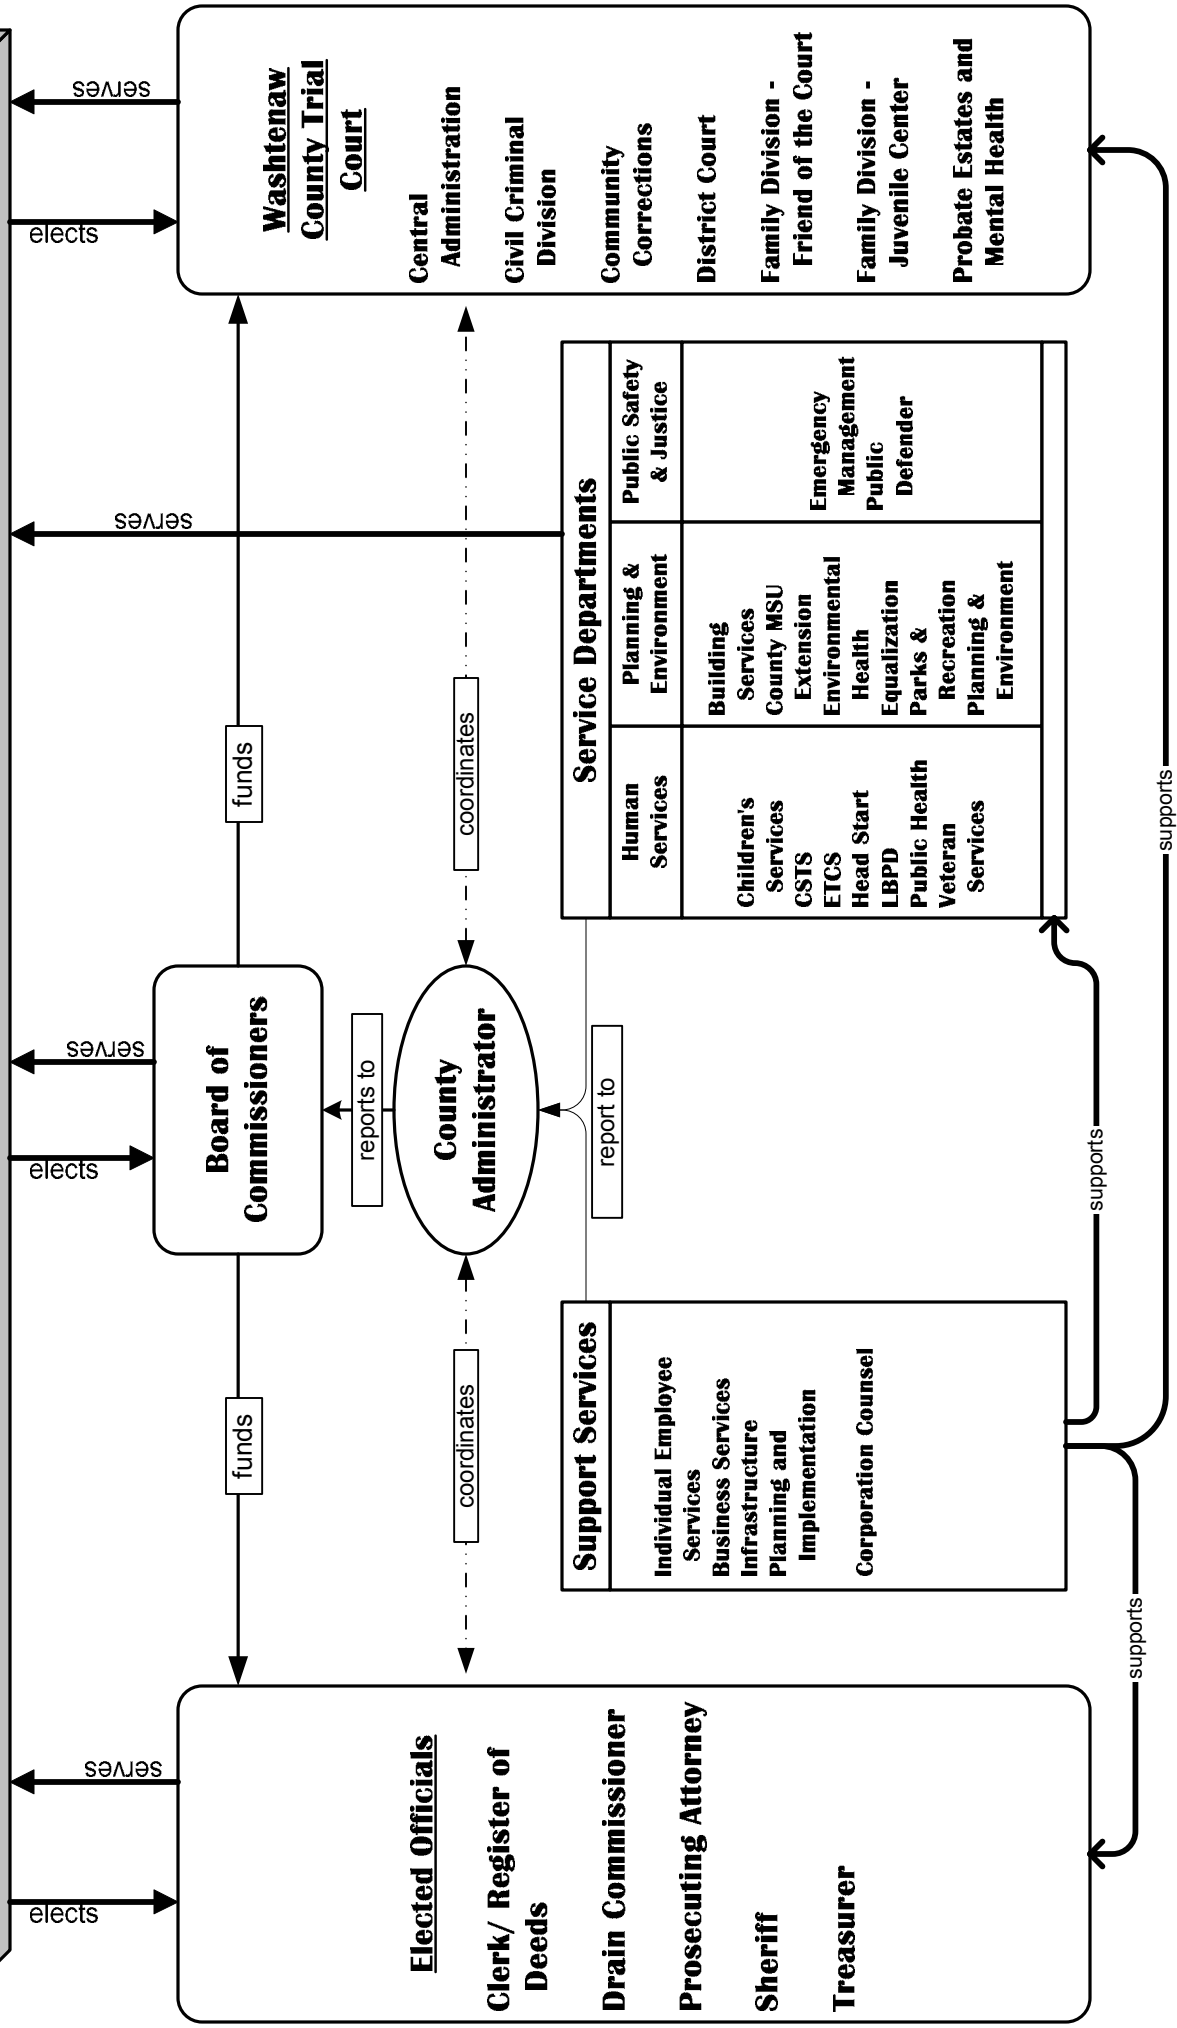 elects
serves
elects
serves
serves
elects
serves
funds
funds
Board of
Commissioners
reports to
coordinates
County
Administrator
coordinates
report to
Elected Officials
Clerk/ Register of
Deeds
Drain Commissioner
Prosecuting Attorney
Sheriff
Treasurer
Support Services
Individual Employee
Services
Business Services
Infrastructure
Planning and
Implementation
Corporation Counsel
Service Departments
Human
Services
Children's
Services
CSTS
ETCS
Head Start
LBPD
Public Health
Veteran
Services
Planning &
Environment
Building
Services
County MSU
Extension
Environmental
Health
Equalization
Parks &
Recreation
Planning &
Environment
Public Safety
& Justice
Emergency
Management
Public
Defender
Washtenaw
County Trial
Court
Central
Administration
Civil Criminal
Division
Community
Corrections
District Court
Family Division -
Friend of the Court
Family Division -
Juvenile Center
Probate Estates and
Mental Health
supports
supports
supports